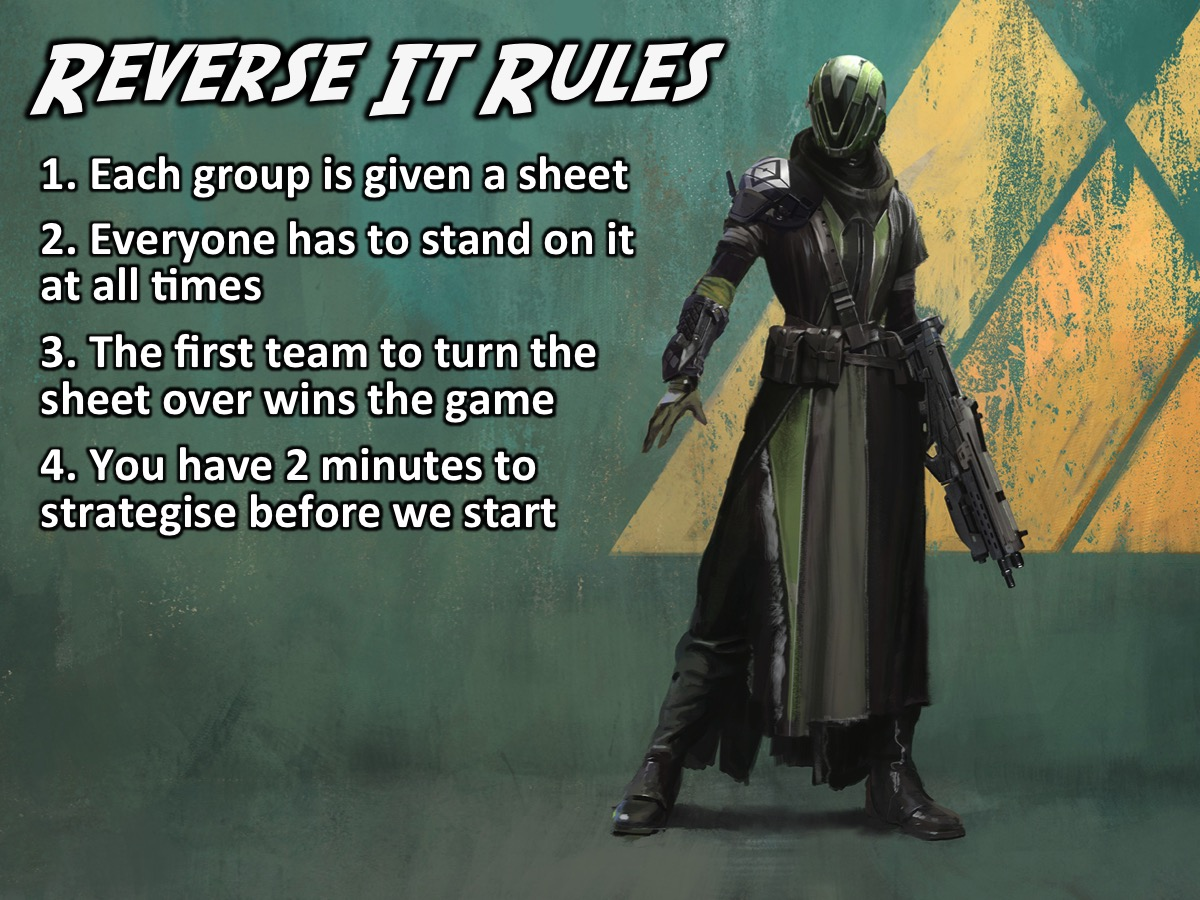 Reverse It Rules
1. Each group is given a sheet
2. Everyone has to stand on it
at all times
3. The first team to turn the
sheet over wins the game
4. You have 2 minutes to
strategise before we start